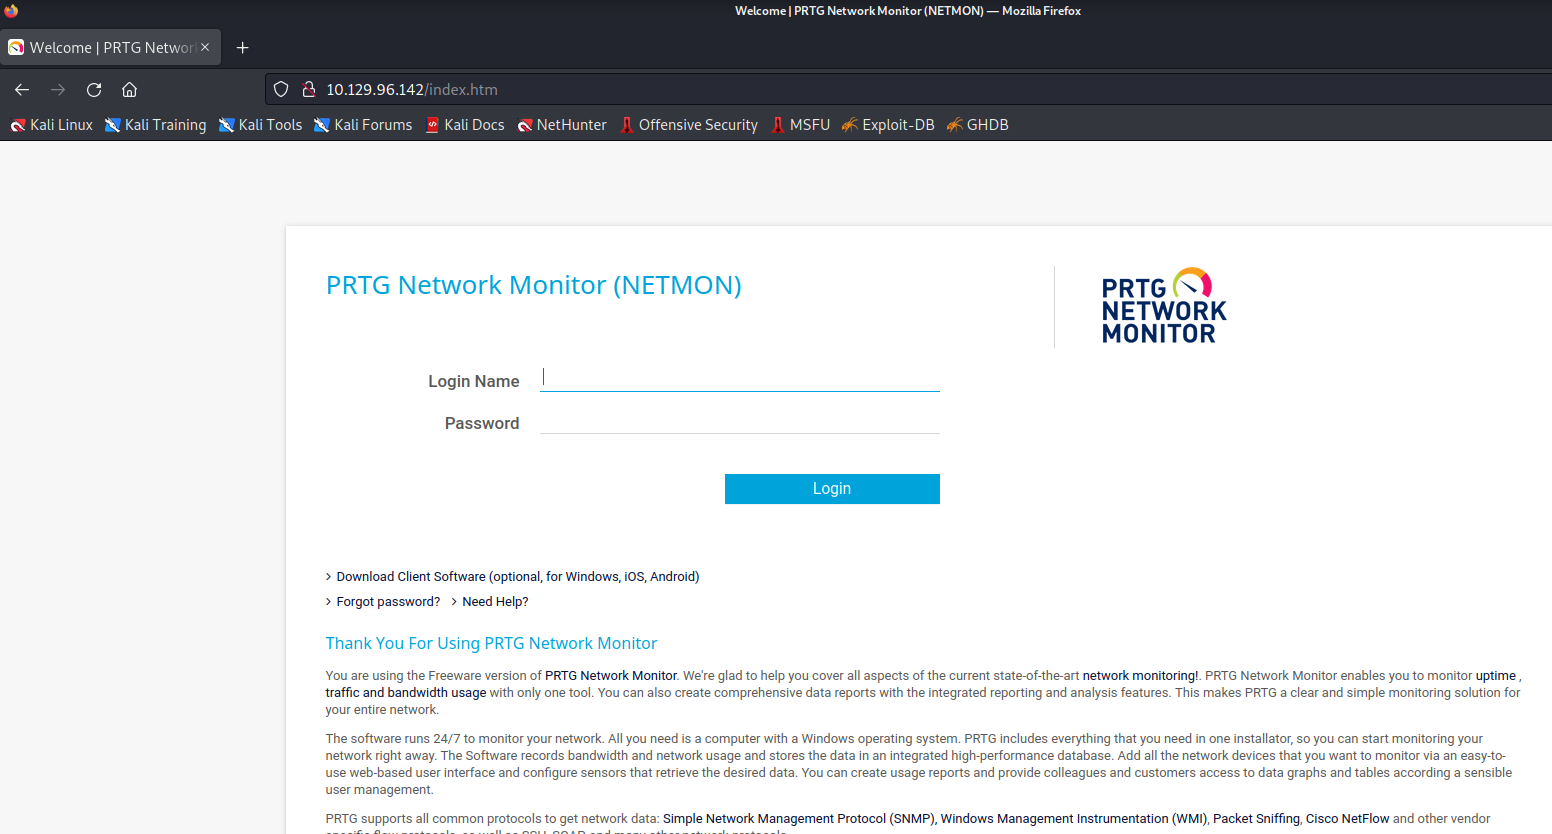 Welcome | PRTG Network Monitor (NETMON) — Mozilla Firefox
Welcome | PRTG Networ
10.129.96.142/index.htm
Kali Linux Kali Training Kali Tools Kali Forums Kali Docs NetHunter Offensive Security MSFU Exploit-DB GHDB
PRTG Network Monitor (NETMON)
PRTG
NETWORK
MONITOR
Login Name
Password
Login
Download Client Software (optional, for Windows, iOS, Android)
Forgot password? Need Help?
Thank You For Using PRTG Network Monitor
You are using the Freeware version of PRTG Network Monitor. We're glad to help you cover all aspects of the current state-of-the-art network monitoring!. PRTG Network Monitor enables you to monitor uptime ,
traffic and bandwidth usage with only one tool. You can also create comprehensive data reports with the integrated reporting and analysis features. This makes PRTG a clear and simple monitoring solution for
your entire network.
The software runs 24/7 to monitor your network. All you need is a computer with a Windows operating system. PRTG includes everything that you need in one installer, so you can start monitoring your
network right away. The Software records bandwidth and network usage and stores the data in an integrated high-performance database. Add all the network devices that you want to monitor via an easy-to-
use web-based user interface and configure sensors that retrieve the desired data. You can create usage reports and provide colleagues and customers access to data graphs and tables according a sensible
user management.
PRTG supports all common protocols to get network data: Simple Network Management Protocol (SNMP), Windows Management Instrumentation (WMI), Packet Sniffing, Cisco NetFlow and other vendor